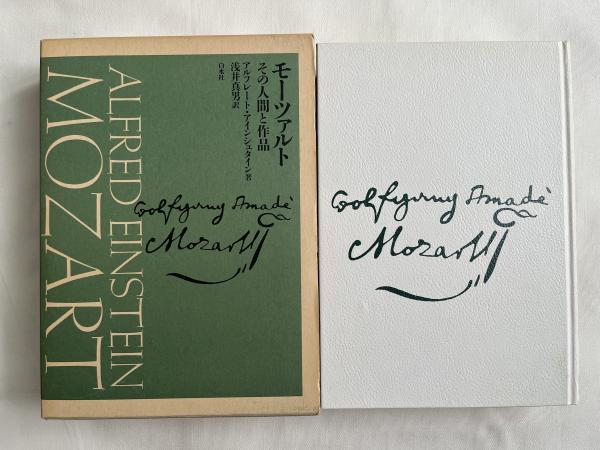 モーツァルト
その人間と作品
アルフレート・アインシュタイン著
浅井真男訳
白水社
ALFRED EINSTEIN
MOZART
Wolfgang Amadè
Mozart
Wolfgang Amadè
Mozart